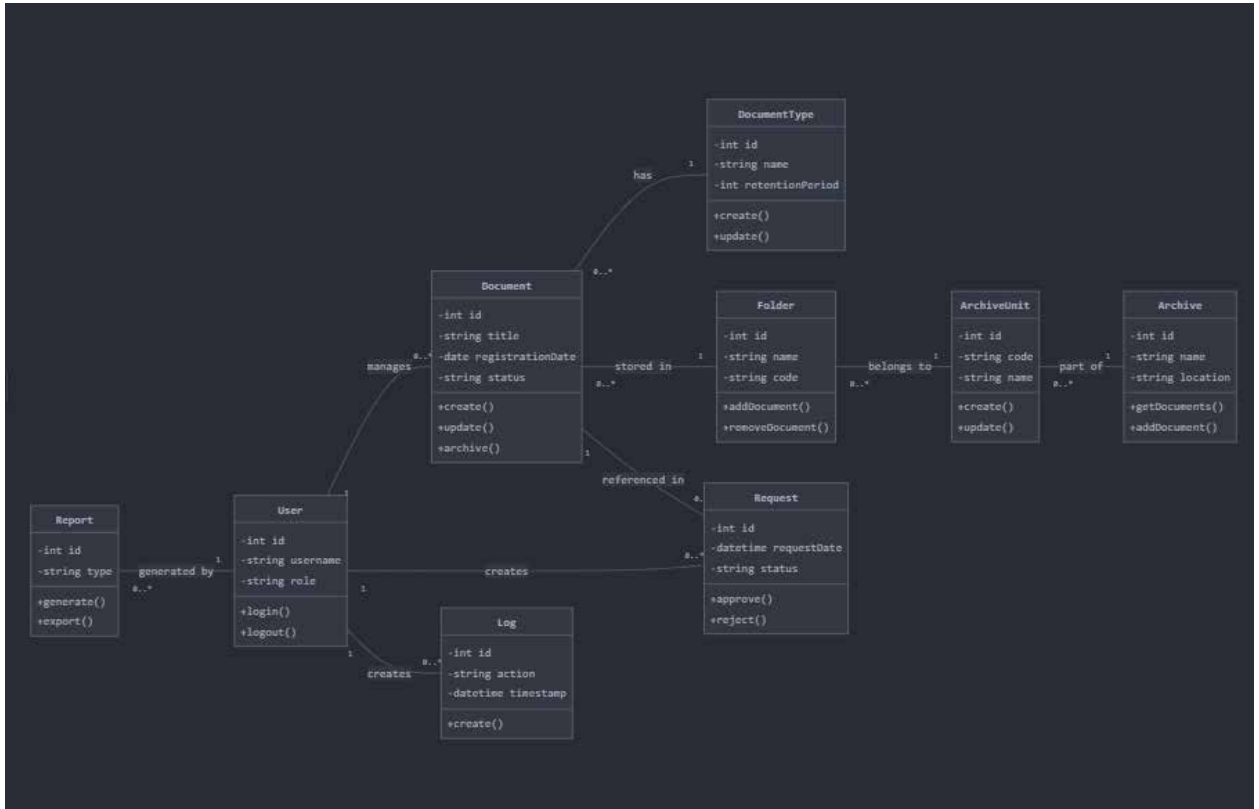 DocumentType
-int id
-string name
-int retentionPeriod
+create()
+update()
1
has
0..*
Document
-int id
-string title
-date registrationDate
-string status
+create()
+update()
+archive()
0..*
manages
1
stored in
1
0..*
Folder
-int id
-string name
-string code
+addDocument()
+removeDocument()
belongs to
1
0..*
ArchiveUnit
-int id
-string code
-string name
+create()
+update()
part of
1
0..*
Archive
-int id
-string name
-string location
+getDocuments()
+addDocument()
1
referenced in
0..
Request
-int id
-datetime requestDate
-string status
+approve()
+reject()
Report
-int id
-string type
+generate()
+export()
generated by
1
0..*
User
-int id
-string username
-string role
+login()
+logout()
creates
1
0..*
1
creates
0..*
Log
-int id
-string action
-datetime timestamp
+create()